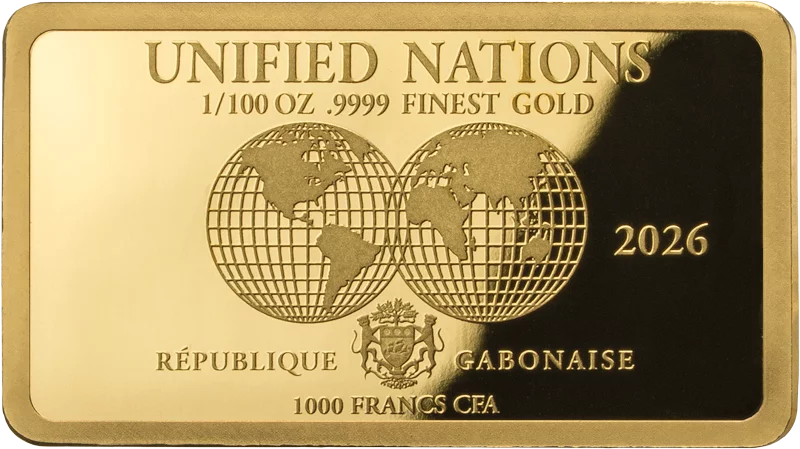 UNIFIED NATIONS
1/100 OZ .9999 FINEST GOLD
2026
RÉPUBLIQUE GABONAISE
1000 FRANCS CFA